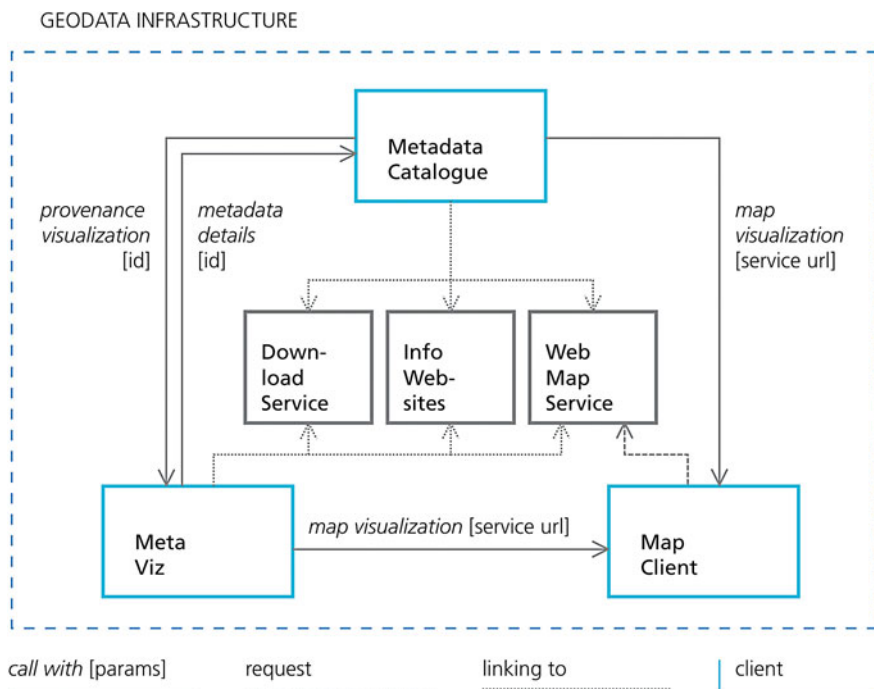 GEODATA INFRASTRUCTURE
Metadata
Catalogue
provenance
visualization
[id]
metadata
details
[id]
map
visualization
[service url]
Down-
load
Service
Info
Web-
sites
Web
Map
Service
Meta
Viz
map visualization [service url]
Map
Client
call with [params]
request
linking to
client